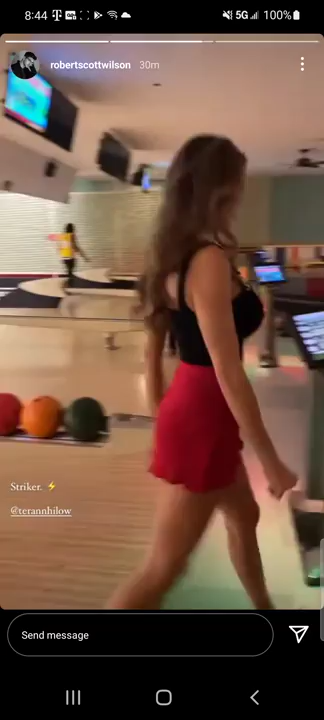 8:44
5G 100%
robertscottwilson 30m
Striker. ⚡
@terannhilow
Send message